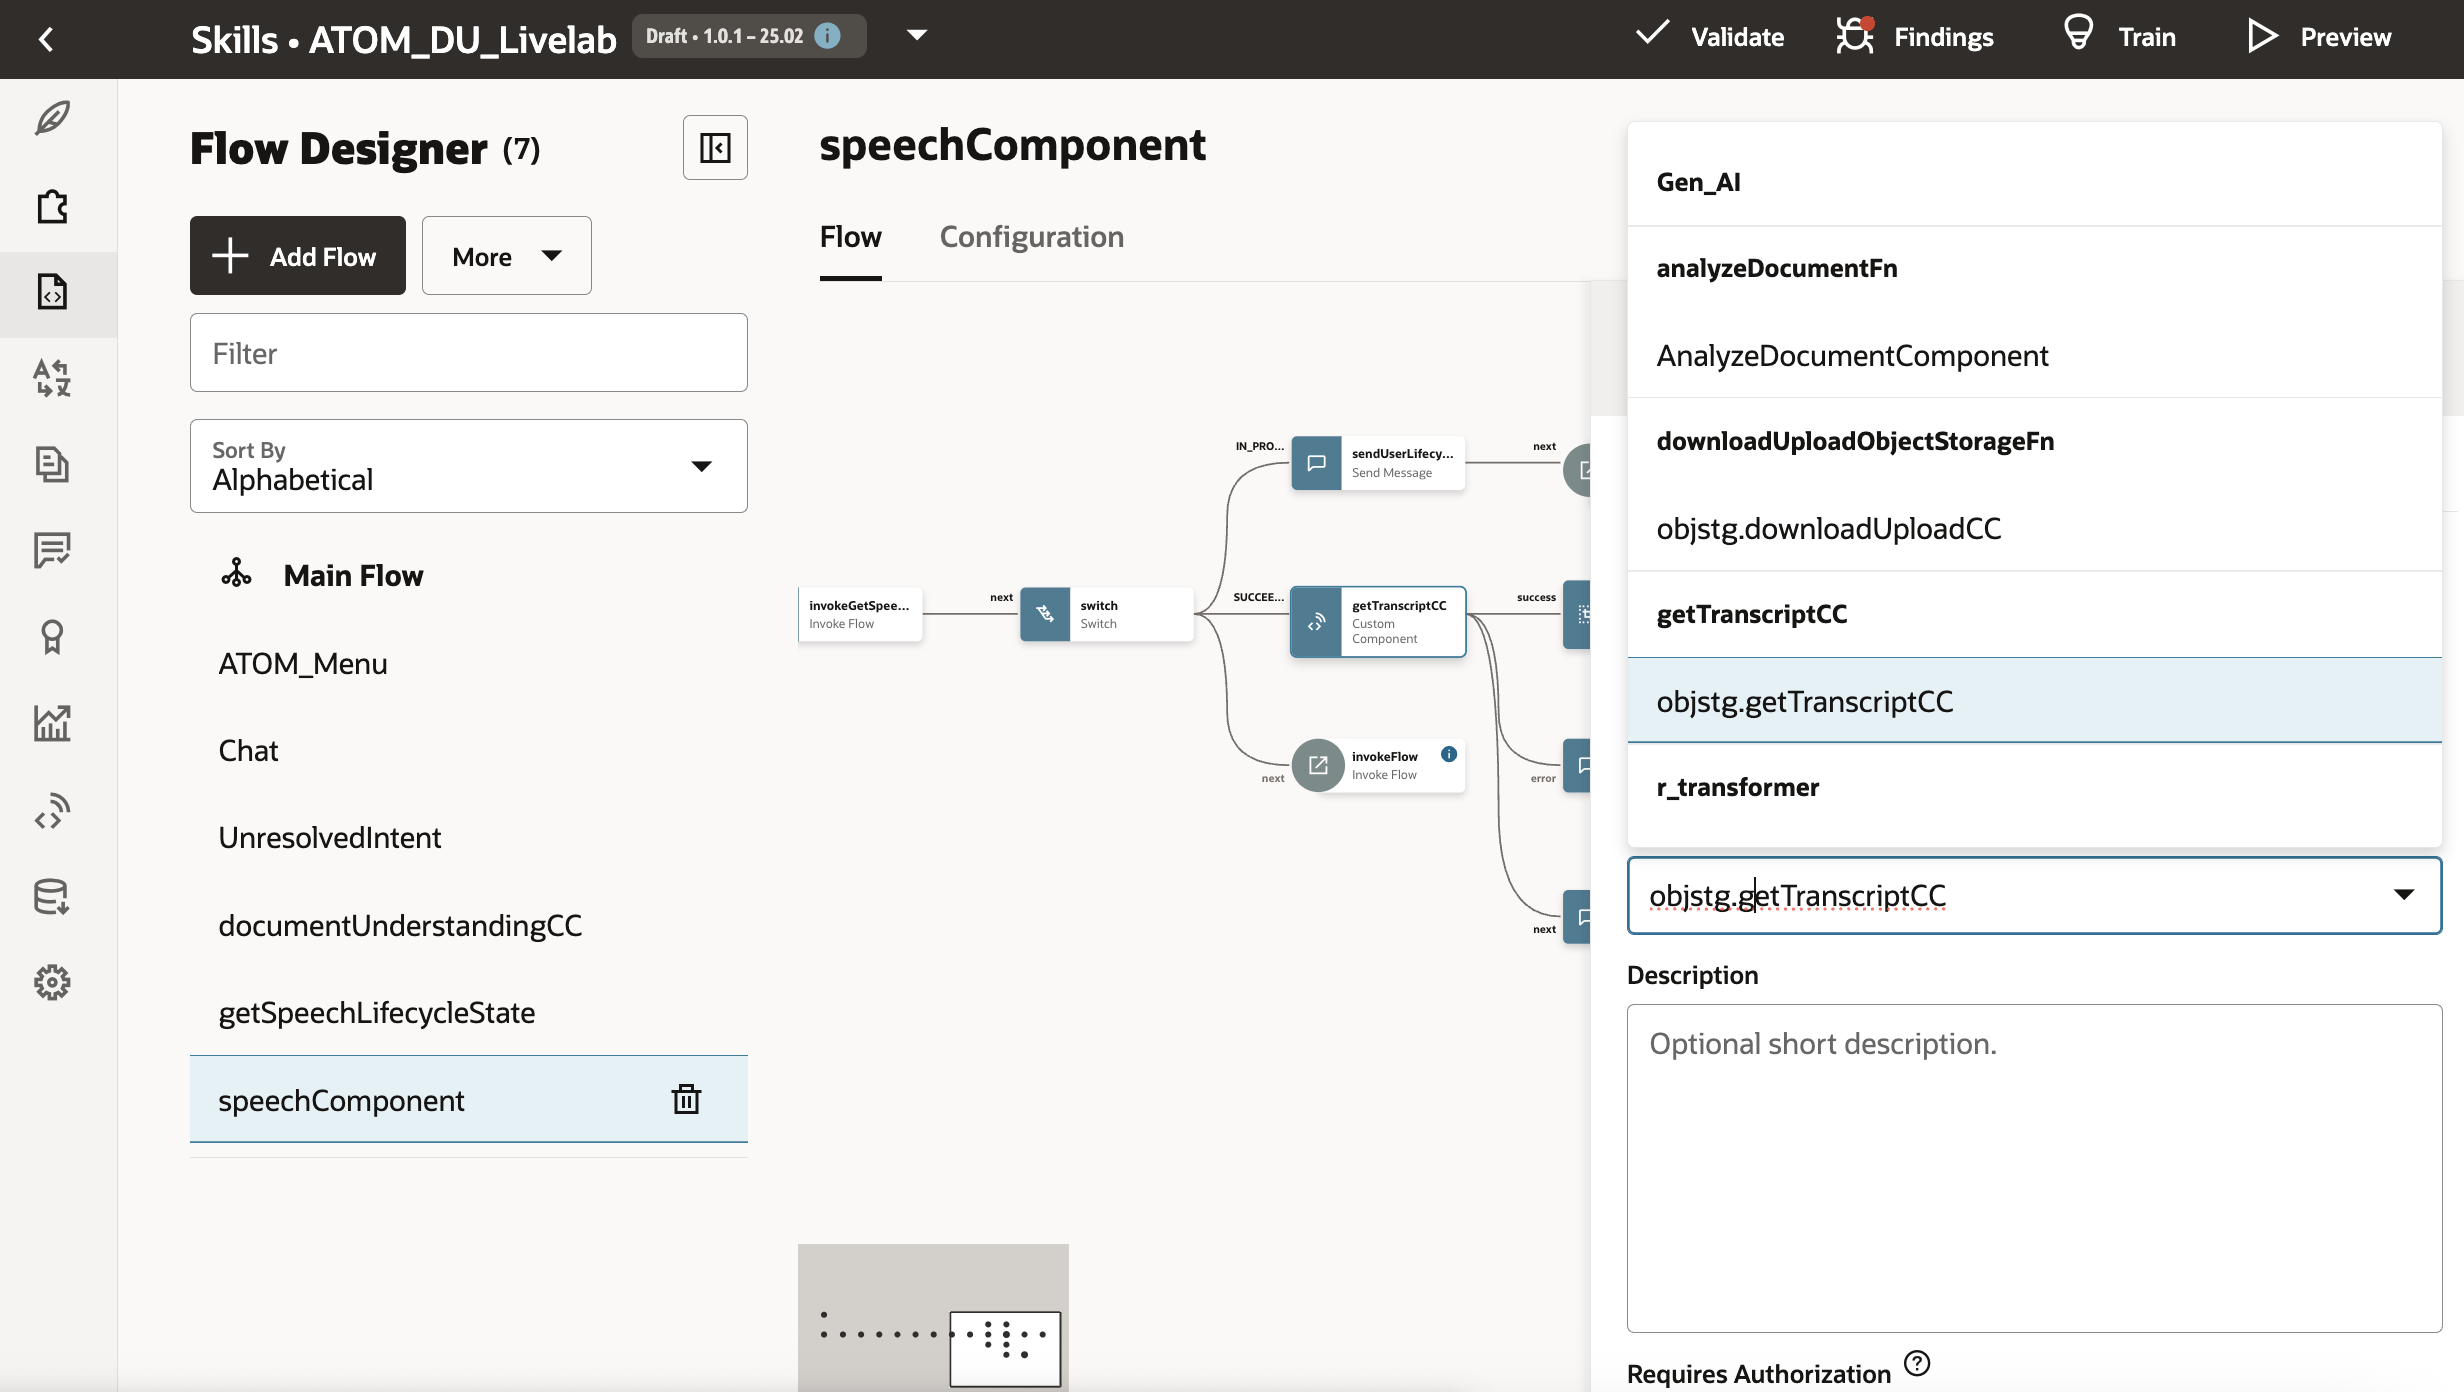 Skills • ATOM_DU_Livelab
Draft • 1.0.1 – 25.02
Validate
Findings
Train
Preview
Flow Designer (7)
Add Flow
More
Filter
Sort By
Alphabetical
Main Flow
ATOM_Menu
Chat
UnresolvedIntent
documentUnderstandingCC
getSpeechLifecycleState
speechComponent
speechComponent
Flow
Configuration
invokeGetSpee...
Invoke Flow
next
switch
Switch
IN_PRO...
sendUserLifecy...
Send Message
next
SUCCEE...
getTranscriptCC
Custom
Component
success
next
invokeFlow
Invoke Flow
error
next
Gen_AI
analyzeDocumentFn
AnalyzeDocumentComponent
downloadUploadObjectStorageFn
objstg.downloadUploadCC
getTranscriptCC
objstg.getTranscriptCC
r_transformer
objstg.getTranscriptCC
Description
Optional short description.
Requires Authorization